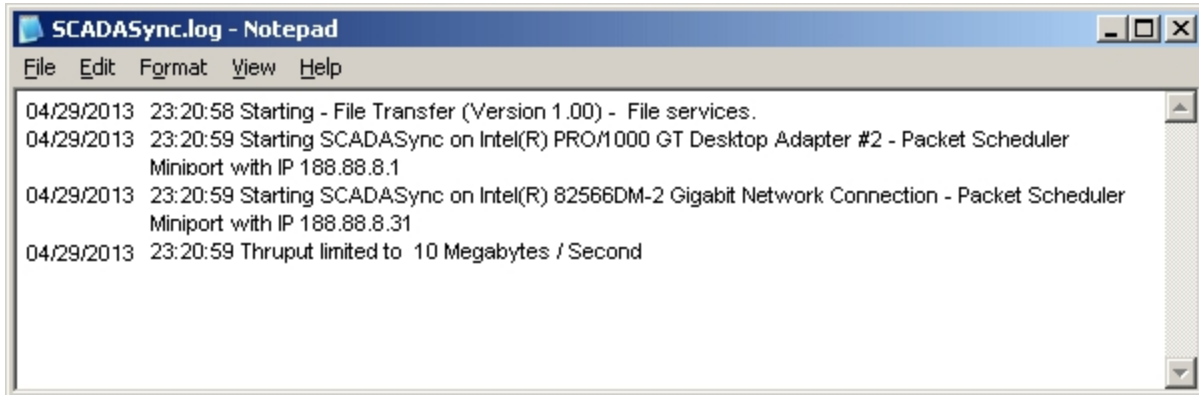 SCADASync.log - Notepad
File Edit Format View Help
04/29/2013 23:20:58 Starting - File Transfer (Version 1.00) - File services.
04/29/2013 23:20:59 Starting SCADASync on Intel(R) PRO/1000 GT Desktop Adapter #2 - Packet Scheduler
Miniport with IP 188.88.8.1
04/29/2013 23:20:59 Starting SCADASync on Intel(R) 82566DM-2 Gigabit Network Connection - Packet Scheduler
Miniport with IP 188.88.8.31
04/29/2013 23:20:59 Thruput limited to 10 Megabytes / Second